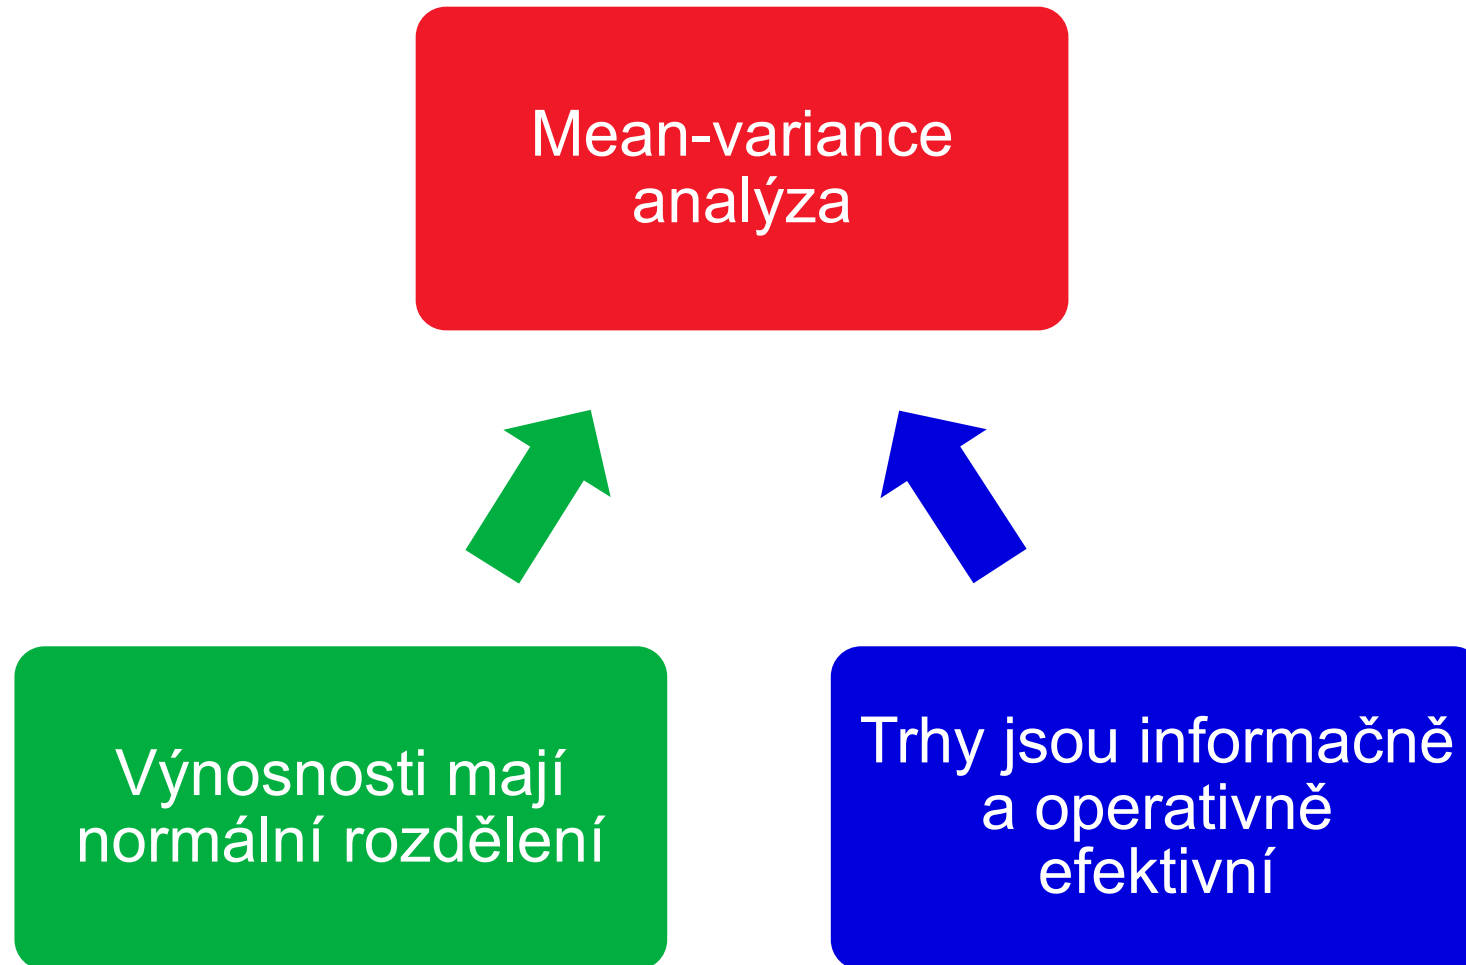 Mean-variance
analýza
Výnosnosti mají
normální rozdělení
Trhy jsou informačně
a operativně
efektivní